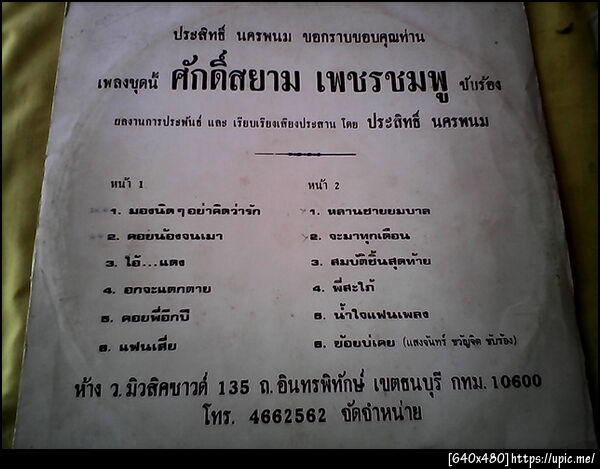 ประสิทธิ์ นครพนม ขอกราบขอบคุณท่าน
เพลงชุดนี้ ศักดิ์สยาม เพชรชมพู ขับร้อง
ผลงานการประพันธ์ และ เรียบเรียงเสียงประสาน โดย ประสิทธิ์ นครพนม
หน้า 1
1. มองนิดๆอย่าคิดว่ารัก
2. คอยน้องจนเมา
3. โอ้...แดง
4. อกจะแตกตาย
5. คอยพี่อีกปี
6. แฟนเสีย
หน้า 2
1. หลานชายยมบาล
2. จะมาทุกเดือน
3. สมบัติชิ้นสุดท้าย
4. พี่สะใภ้
5. น้ำใจแฟนเพลง
6. ย้อยบ่เคย (แสงจันทร์ ขวัญจิต ขับร้อง)
ห้าง ว.มิวสิคซาวด์ 135 ถ.อินทรพิทักษ์ เขตธนบุรี กทม. 10600
โทร. 4662562 จัดจำหน่าย
[640x480]https://upic.me/